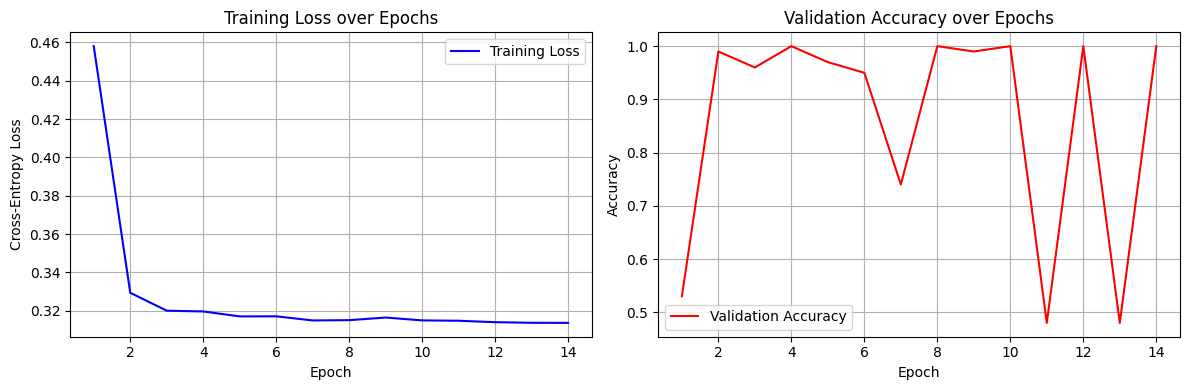 Training Loss over Epochs
Training Loss
0.46
0.44
0.42
0.40
0.38
0.36
0.34
0.32
Cross-Entropy Loss
2 4 6 8 10 12 14
Epoch
Validation Accuracy over Epochs
1.0
0.9
0.8
0.7
0.6
0.5
Accuracy
Validation Accuracy
2 4 6 8 10 12 14
Epoch